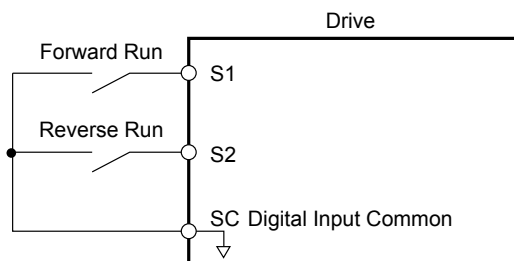 Drive
Forward Run
S1
Reverse Run
S2
SC Digital Input Common